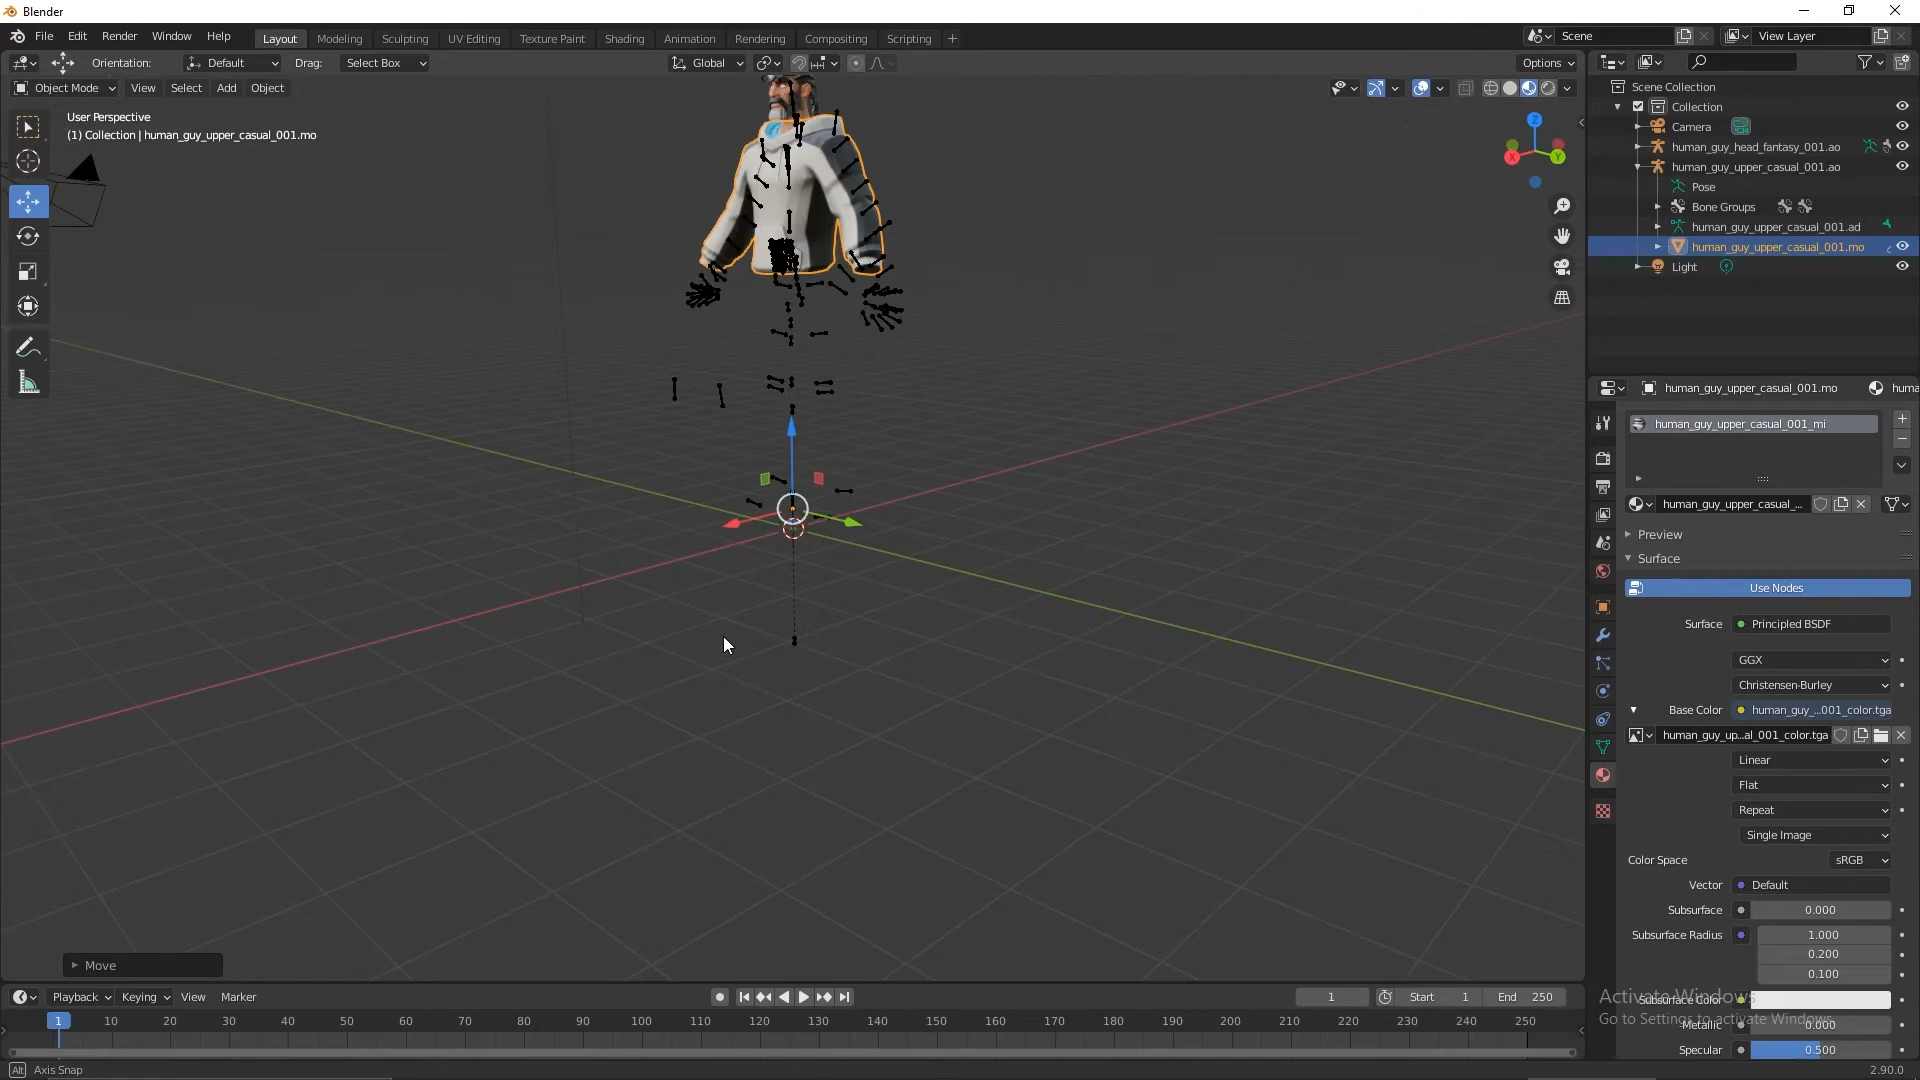 Blender
File Edit Render Window Help Layout Modeling Sculpting UV Editing Texture Paint Shading Animation Rendering Compositing Scripting + Scene View Layer
Orientation: Default Drag: Select Box Global Options
Object Mode View Select Add Object
User Perspective
(1) Collection | human_guy_upper_casual_001.mo
Z
X
Y
Scene Collection
Collection
Camera
human_guy_head_fantasy_001.ao
human_guy_upper_casual_001.ao
Pose
Bone Groups
human_guy_upper_casual_001.ad
human_guy_upper_casual_001.mo
Light
human_guy_upper_casual_001.mo huma
human_guy_upper_casual_001_mi
human_guy_upper_casual_...
Preview
Surface
Use Nodes
Surface Principled BSDF
GGX
Christensen-Burley
Base Color human_guy_...001_color.tga
human_guy_up...al_001_color.tga
Linear
Flat
Repeat
Single Image
Color Space sRGB
Vector Default
Subsurface 0.000
Subsurface Radius 1.000
0.200
0.100
Subsurface Color
Metallic 0.000
Specular 0.500
Activate Windows
Go to Settings to activate Windows.
Move
Playback Keying View Marker 1 Start 1 End 250
1 10 20 30 40 50 60 70 80 90 100 110 120 130 140 150 160 170 180 190 200 210 220 230 240 250
Alt Axis Snap 2.90.0